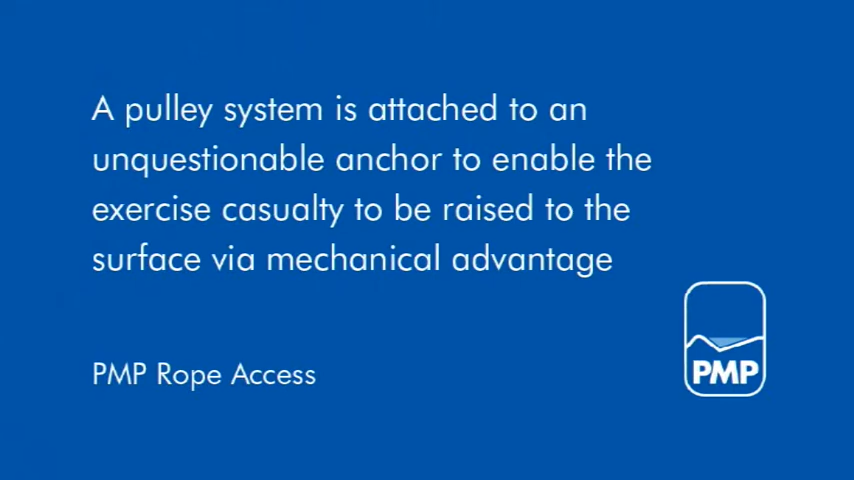 A pulley system is attached to an
unquestionable anchor to enable the
exercise casualty to be raised to the
surface via mechanical advantage
PMP Rope Access
PMP